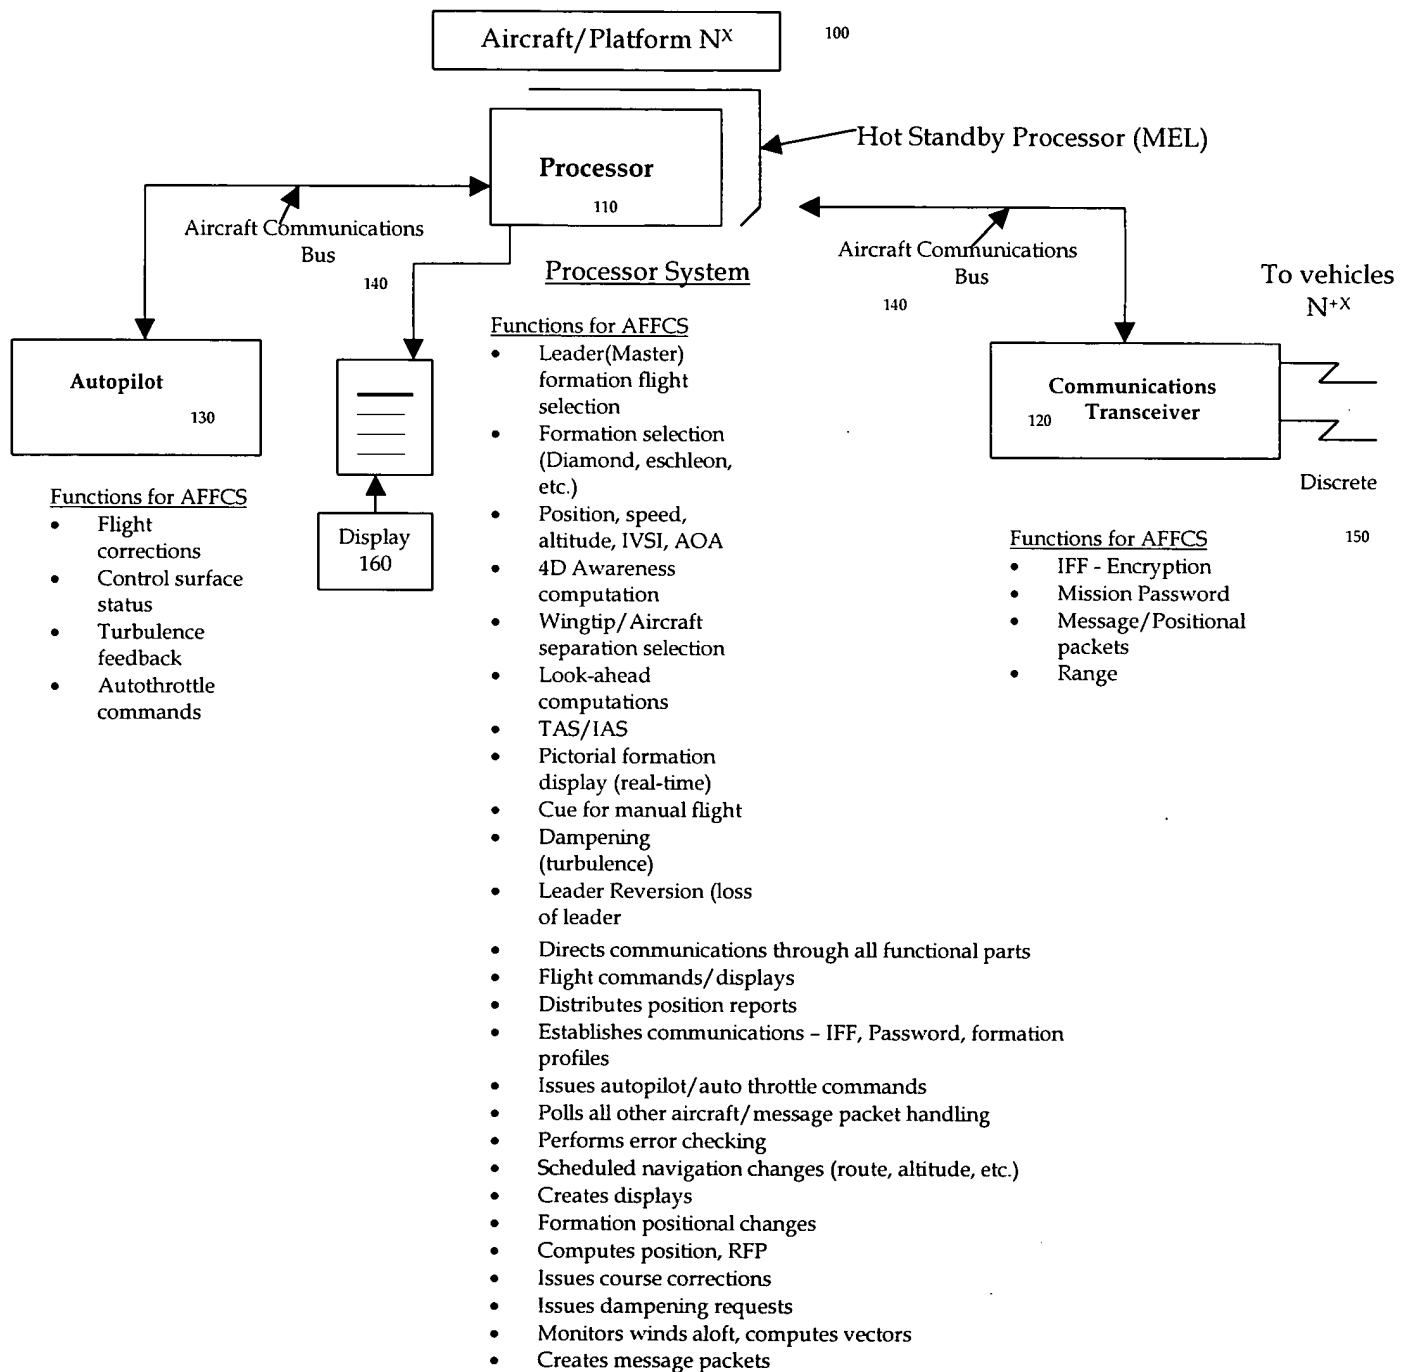 Aircraft/Platform Nˣ
100
Hot Standby Processor (MEL)
Processor
110
Aircraft Communications
Bus
140
Aircraft Communications
Bus
140
Processor System
To vehicles
N⁺ˣ
Autopilot
130
Communications
Transceiver
120
Discrete
150
Display
160
Functions for AFFCS
• Flight
corrections
• Control surface
status
• Turbulence
feedback
• Autothrottle
commands
Functions for AFFCS
• Leader(Master)
formation flight
selection
• Formation selection
(Diamond, eschleon,
etc.)
• Position, speed,
altitude, IVSI, AOA
• 4D Awareness
computation
• Wingtip/Aircraft
separation selection
• Look-ahead
computations
• TAS/IAS
• Pictorial formation
display (real-time)
• Cue for manual flight
• Dampening
(turbulence)
• Leader Reversion (loss
of leader
• Directs communications through all functional parts
• Flight commands/displays
• Distributes position reports
• Establishes communications – IFF, Password, formation
profiles
• Issues autopilot/auto throttle commands
• Polls all other aircraft/message packet handling
• Performs error checking
• Scheduled navigation changes (route, altitude, etc.)
• Creates displays
• Formation positional changes
• Computes position, RFP
• Issues course corrections
• Issues dampening requests
• Monitors winds aloft, computes vectors
• Creates message packets
Functions for AFFCS
• IFF - Encryption
• Mission Password
• Message/Positional
packets
• Range